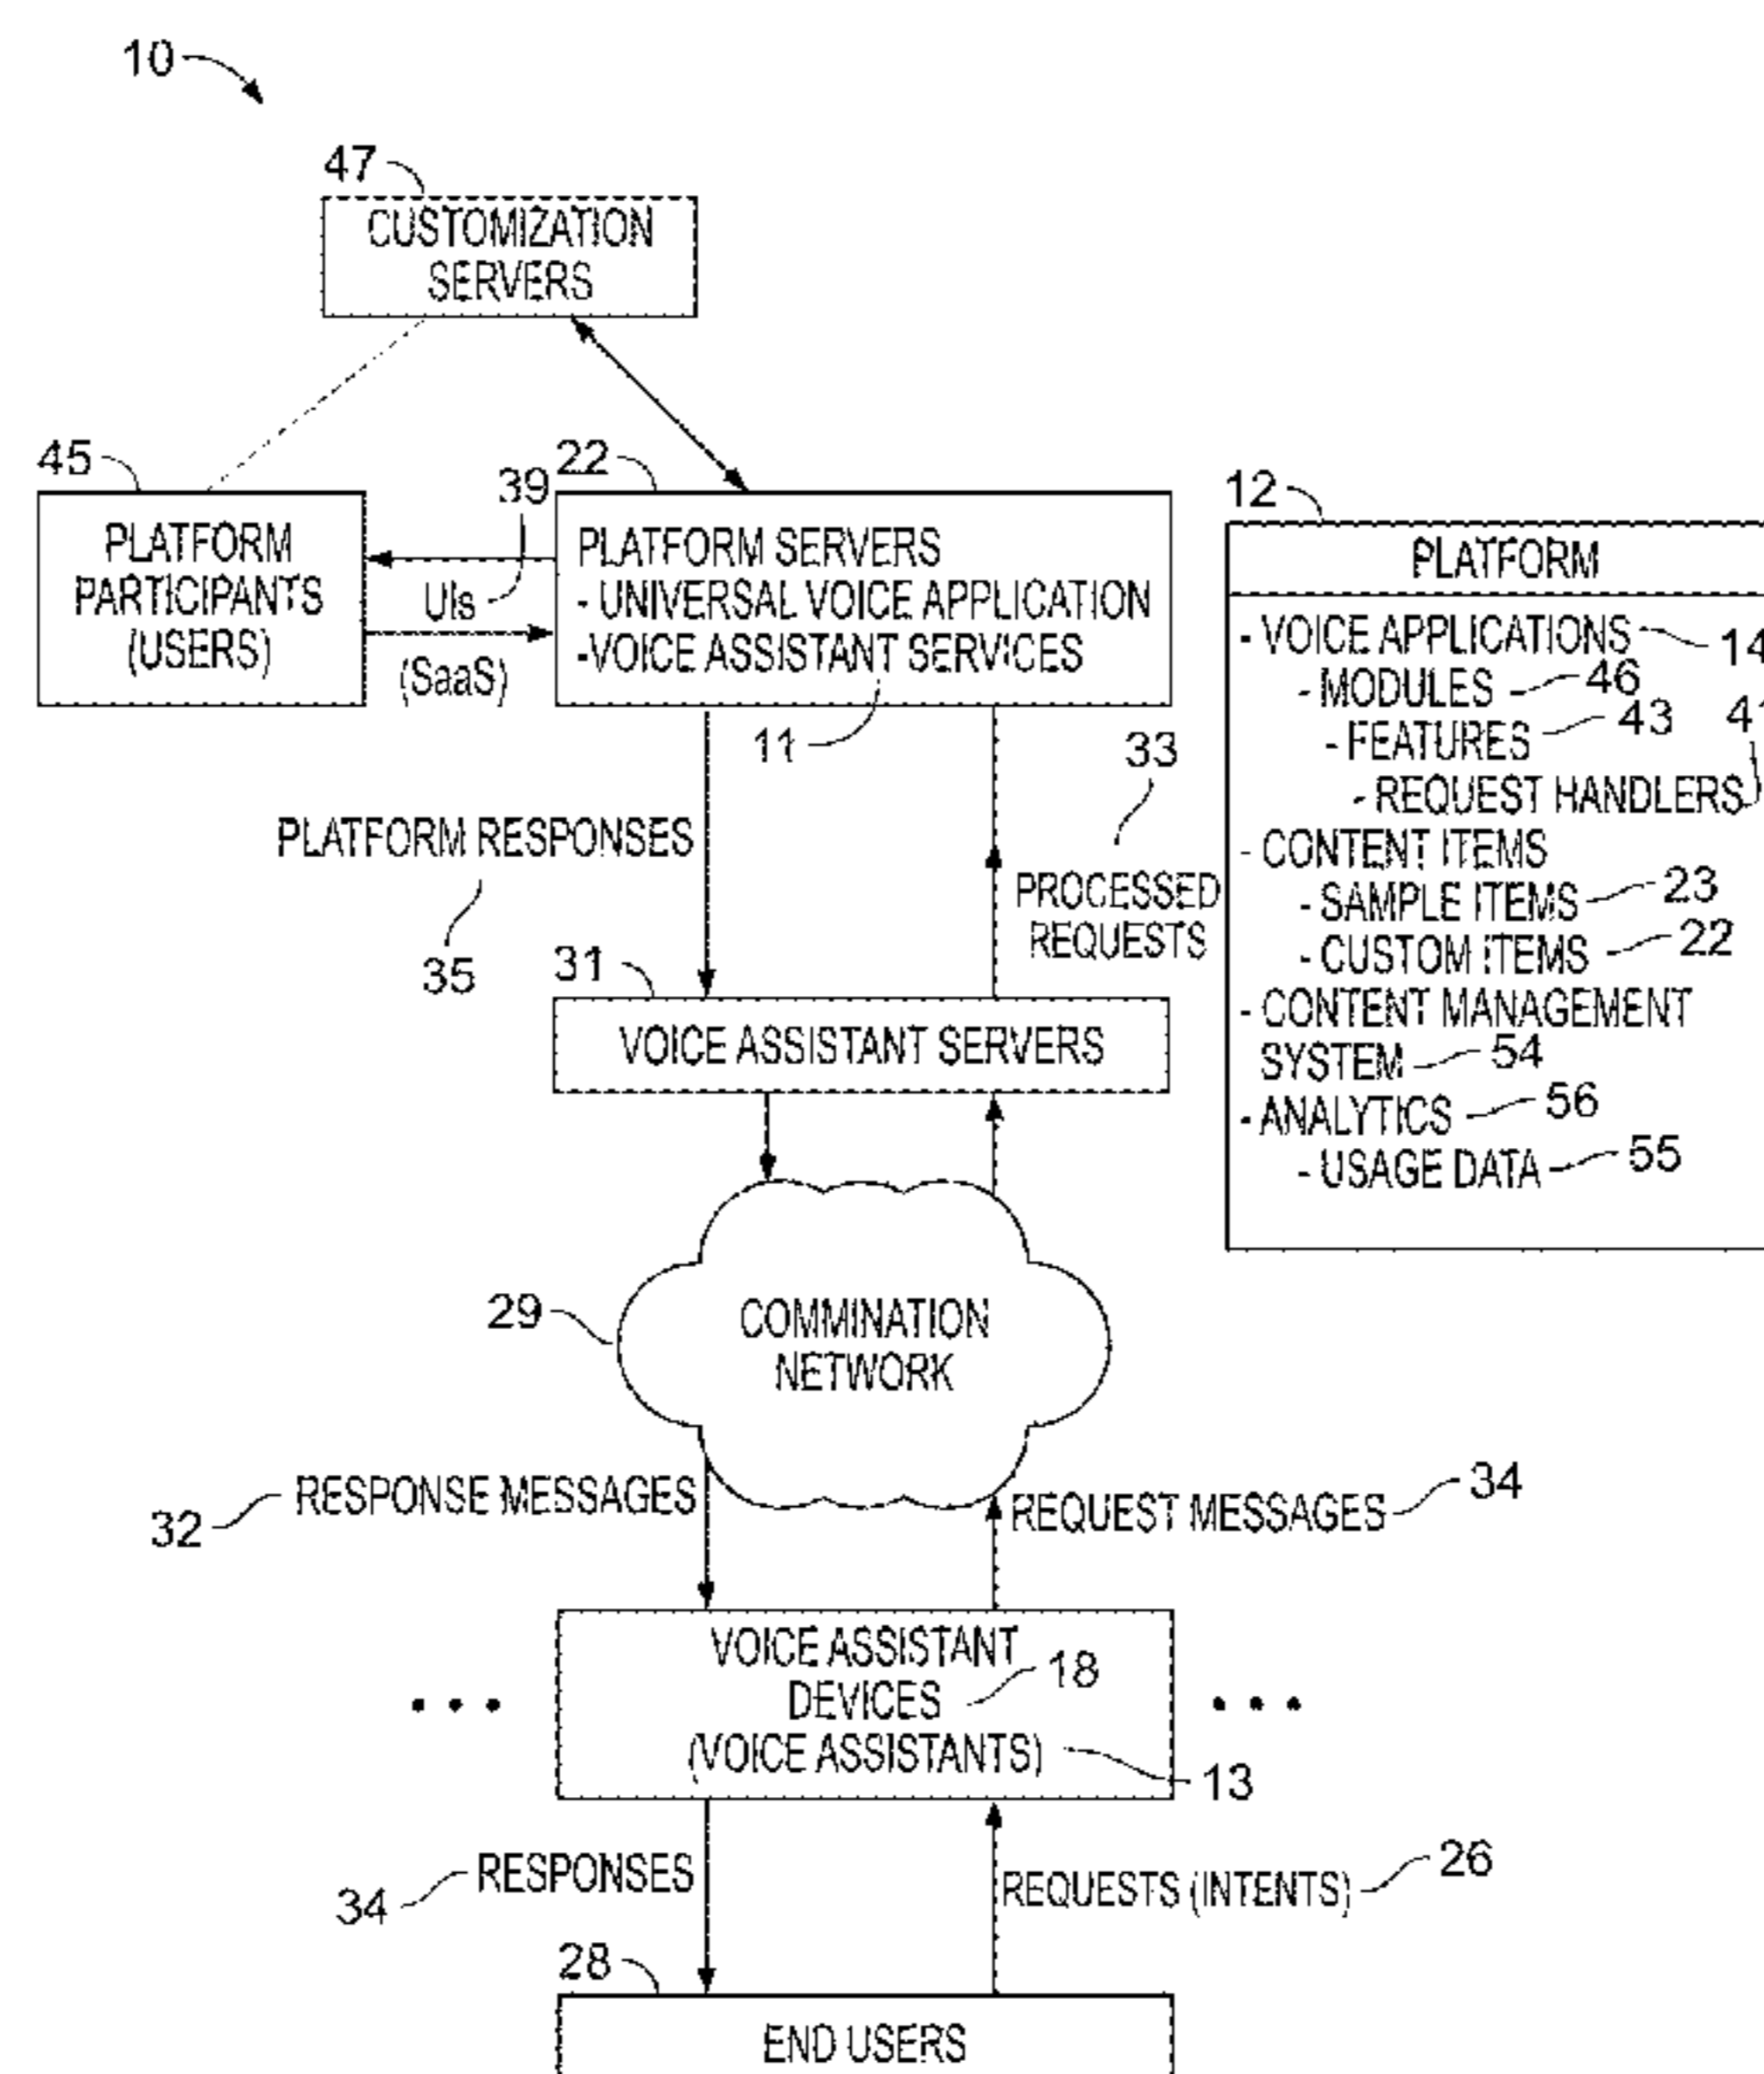 10
47
CUSTOMIZATION
SERVERS
45
PLATFORM
PARTICIPANTS
(USERS)
39
UIs
(SaaS)
22
PLATFORM SERVERS
- UNIVERSAL VOICE APPLICATION
-VOICE ASSISTANT SERVICES
11
12
PLATFORM
- VOICE APPLICATIONS 14
- MODULES 46
- FEATURES 43
41
- REQUEST HANDLERS
- CONTENT ITEMS
- SAMPLE ITEMS 23
- CUSTOM ITEMS 22
- CONTENT MANAGEMENT
SYSTEM 54
- ANALYTICS 56
- USAGE DATA 55
PLATFORM RESPONSES
35
33
PROCESSED
REQUESTS
31
VOICE ASSISTANT SERVERS
29
COMMINATION
NETWORK
32
RESPONSE MESSAGES
REQUEST MESSAGES 34
VOICE ASSISTANT
DEVICES 18
(VOICE ASSISTANTS) 13
• • •
• • •
34
RESPONSES
REQUESTS (INTENTS) 26
28
END USERS